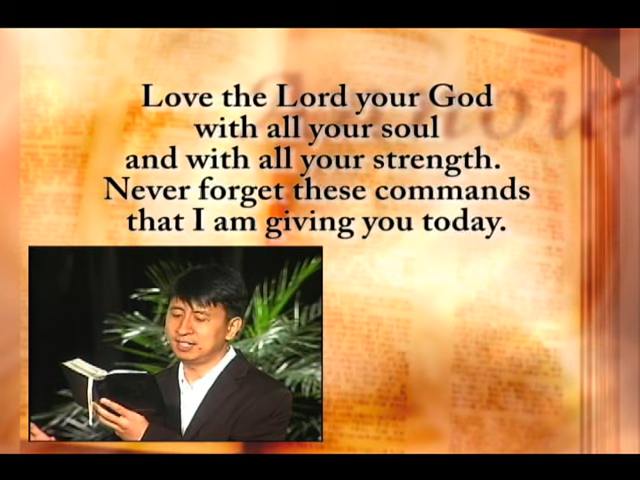 Love the Lord your God
with all your soul
and with all your strength.
Never forget these commands
that I am giving you today.